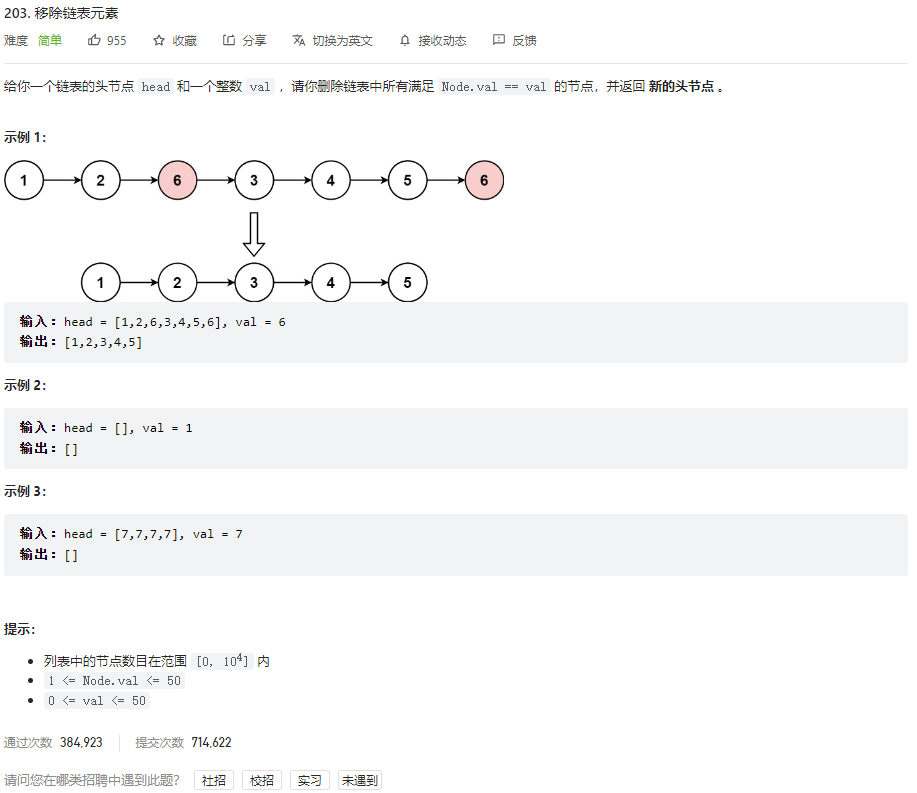 203. 移除链表元素
难度 简单 955 收藏 分享 切换为英文 接收动态 反馈
给你一个链表的头节点 head 和一个整数 val ，请你删除链表中所有满足 Node.val == val 的节点，并返回 新的头节点 。
示例 1：
1 2 6 3 4 5 6
1 2 3 4 5
输入：head = [1,2,6,3,4,5,6], val = 6
输出：[1,2,3,4,5]
示例 2：
输入：head = [], val = 1
输出：[]
示例 3：
输入：head = [7,7,7,7], val = 7
输出：[]
提示：
列表中的节点数目在范围 [0, 10⁴] 内
1 <= Node.val <= 50
0 <= val <= 50
通过次数 384,923 提交次数 714,622
请问您在哪类招聘中遇到此题？ 社招 校招 实习 未遇到